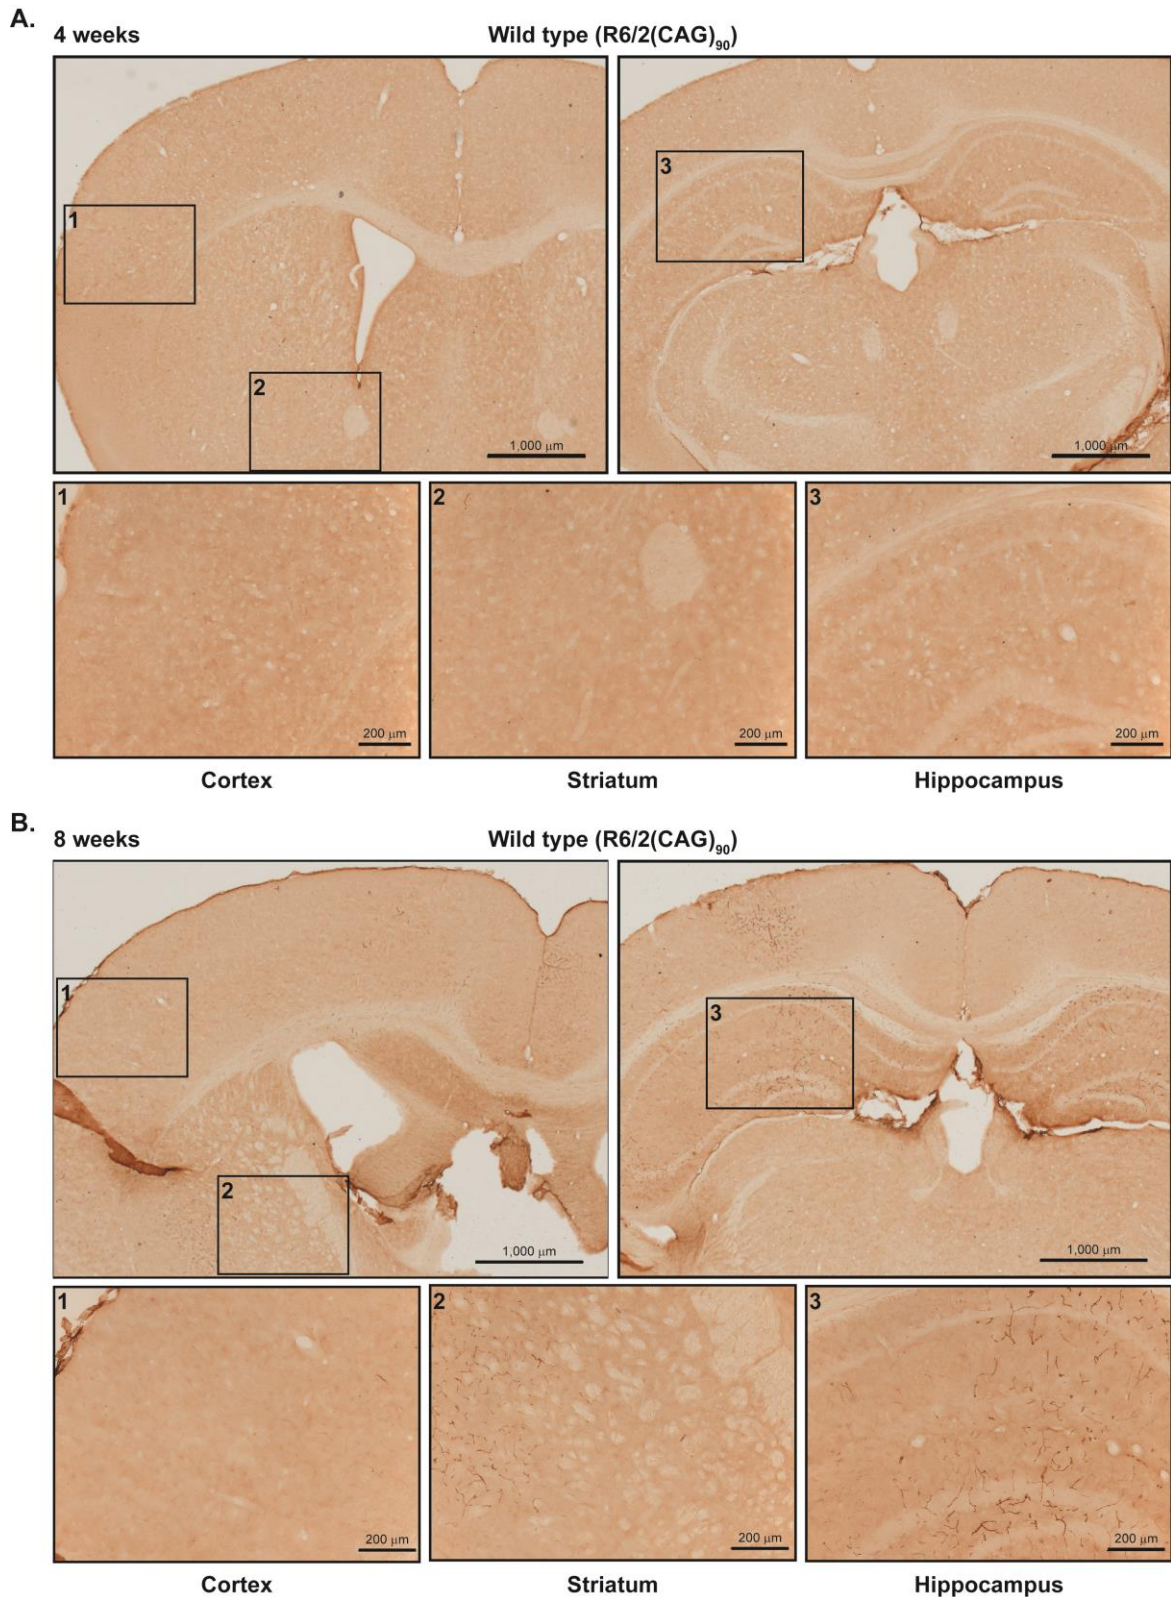 A.
4 weeks
Wild type (R6/2(CAG)90)
1
2
1,000 μm
3
1,000 μm
1
200 μm
2
200 μm
3
200 μm
Cortex
Striatum
Hippocampus
B.
8 weeks
Wild type (R6/2(CAG)90)
1
2
1,000 μm
3
1,000 μm
1
200 μm
2
200 μm
3
200 μm
Cortex
Striatum
Hippocampus